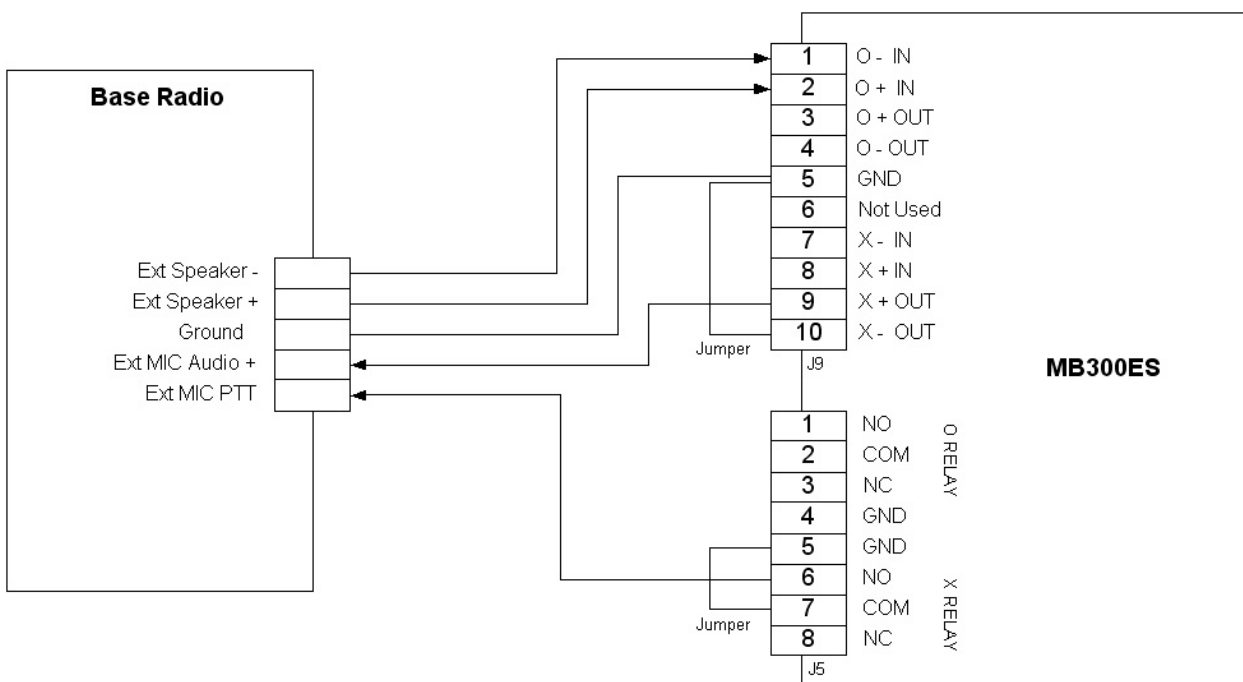 Base Radio
Ext Speaker -
Ext Speaker +
Ground
Ext MIC Audio +
Ext MIC PTT
1 O - IN
2 O + IN
3 O + OUT
4 O - OUT
5 GND
6 Not Used
7 X - IN
8 X + IN
9 X + OUT
10 X - OUT
Jumper
J9
MB300ES
1 NO
2 COM
3 NC
4 GND
5 GND
6 NO
7 COM
8 NC
O RELAY
X RELAY
Jumper
J5